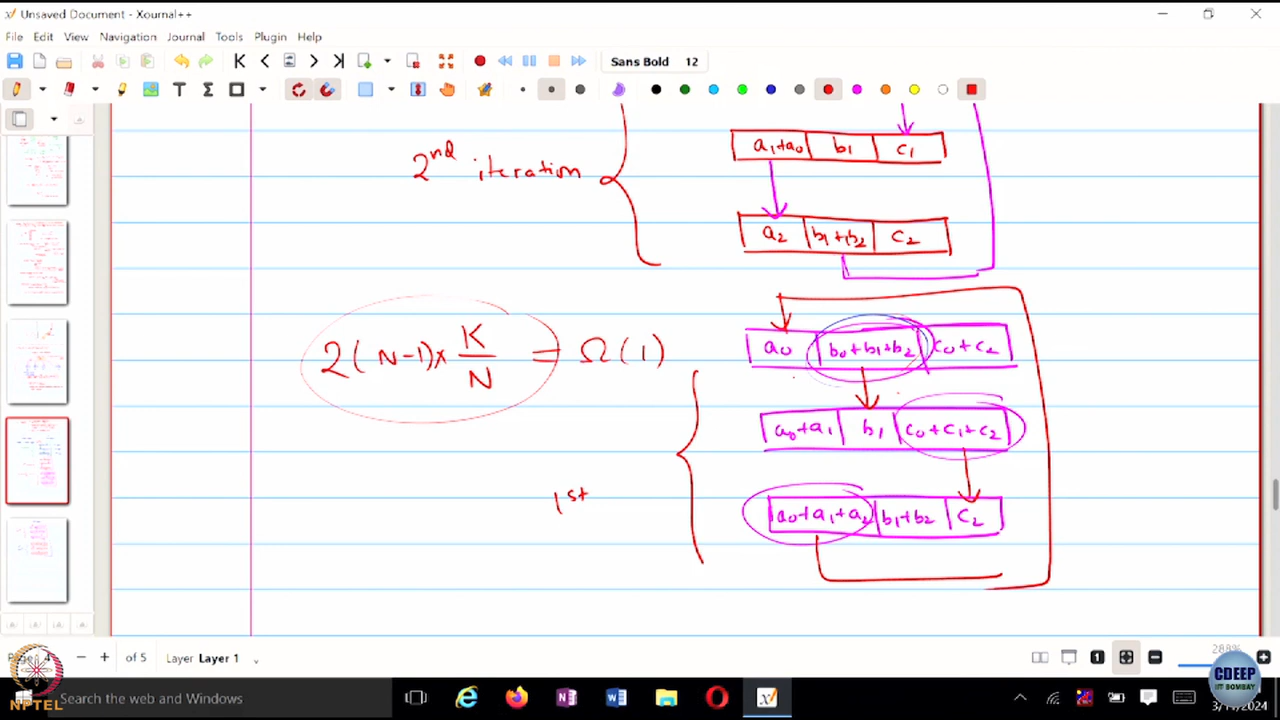 Unsaved Document - Xournal++
File Edit View Navigation Journal Tools Plugin Help
Sans Bold 12
2nd iteration
a₁+a₀ b₁ c₁
a₂ b₁+b₂ c₂
2(N-1)× K/N = Ω(1)
a₀ b₀+b₁+b₂ c₀+c₂
a₀+a₁ b₁ c₀+c₁+c₂
1st
a₀+a₁+a₂ b₁+b₂ c₂
of 5 Layer Layer 1
288%
Search the web and Windows
NPTEL
CDEEP
IIT BOMBAY